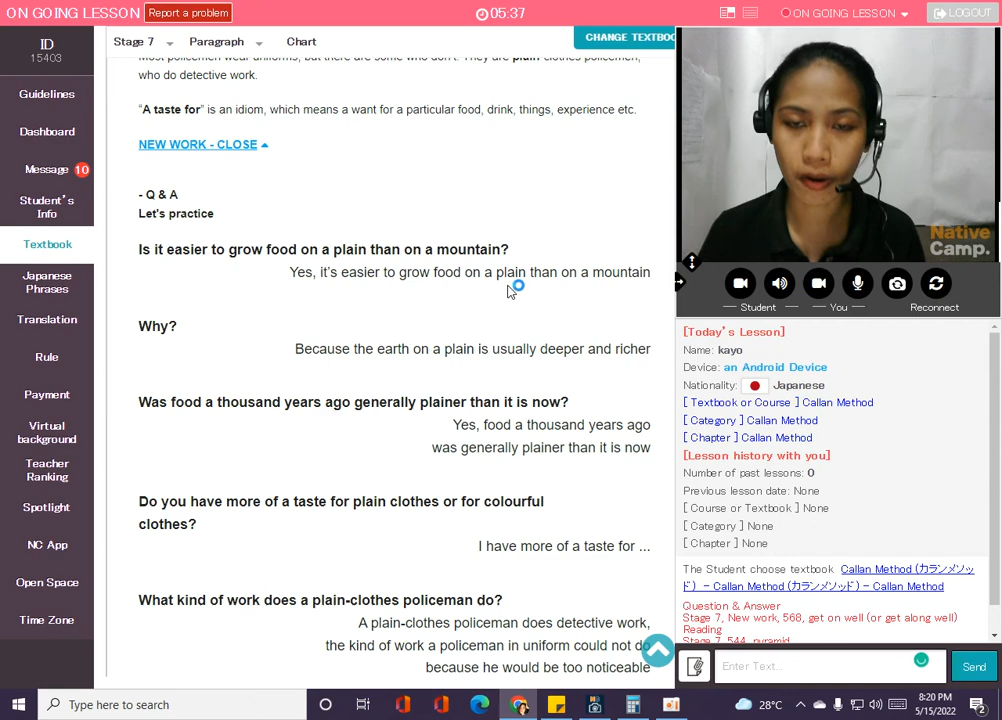 ON GOING LESSON Report a problem 05:37 ON GOING LESSON LOGOUT
ID
15403
Guidelines
Dashboard
Message 10
Student's
Info
Textbook
Japanese
Phrases
Translation
Rule
Payment
Virtual
background
Teacher
Ranking
Spotlight
NC App
Open Space
Time Zone
Stage 7 Paragraph Chart CHANGE TEXTBOO
Most policemen wear uniforms, but there are some who don't. They are plain-clothes policemen,
who do detective work.
“A taste for” is an idiom, which means a want for a particular food, drink, things, experience etc.
NEW WORK - CLOSE
- Q & A
Let's practice
Is it easier to grow food on a plain than on a mountain?
Yes, it's easier to grow food on a plain than on a mountain
Why?
Because the earth on a plain is usually deeper and richer
Was food a thousand years ago generally plainer than it is now?
Yes, food a thousand years ago
was generally plainer than it is now
Do you have more of a taste for plain clothes or for colourful
clothes?
I have more of a taste for ...
What kind of work does a plain-clothes policeman do?
A plain-clothes policeman does detective work,
the kind of work a policeman in uniform could not do
because he would be too noticeable
Native
Camp.
Student You Reconnect
[Today's Lesson]
Name: kayo
Device: an Android Device
Nationality: Japanese
[ Textbook or Course ] Callan Method
[ Category ] Callan Method
[ Chapter ] Callan Method
[Lesson history with you]
Number of past lessons: 0
Previous lesson date: None
[ Course or Textbook ] None
[ Category ] None
[ Chapter ] None
The Student choose textbook Callan Method (カランメソッ
ド) - Callan Method (カランメソッド) - Callan Method
Question & Answer
Stage 7, New work, 568, get on well (or get along well)
Reading
Stage 7, 544, pyramid
Enter Text... Send
Type here to search
28°C
8:20 PM
5/15/2022
2